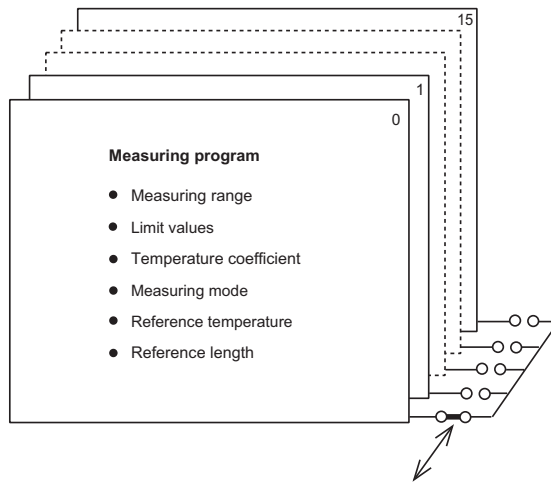 15
1
0
Measuring program
● Measuring range
● Limit values
● Temperature coefficient
● Measuring mode
● Reference temperature
● Reference length